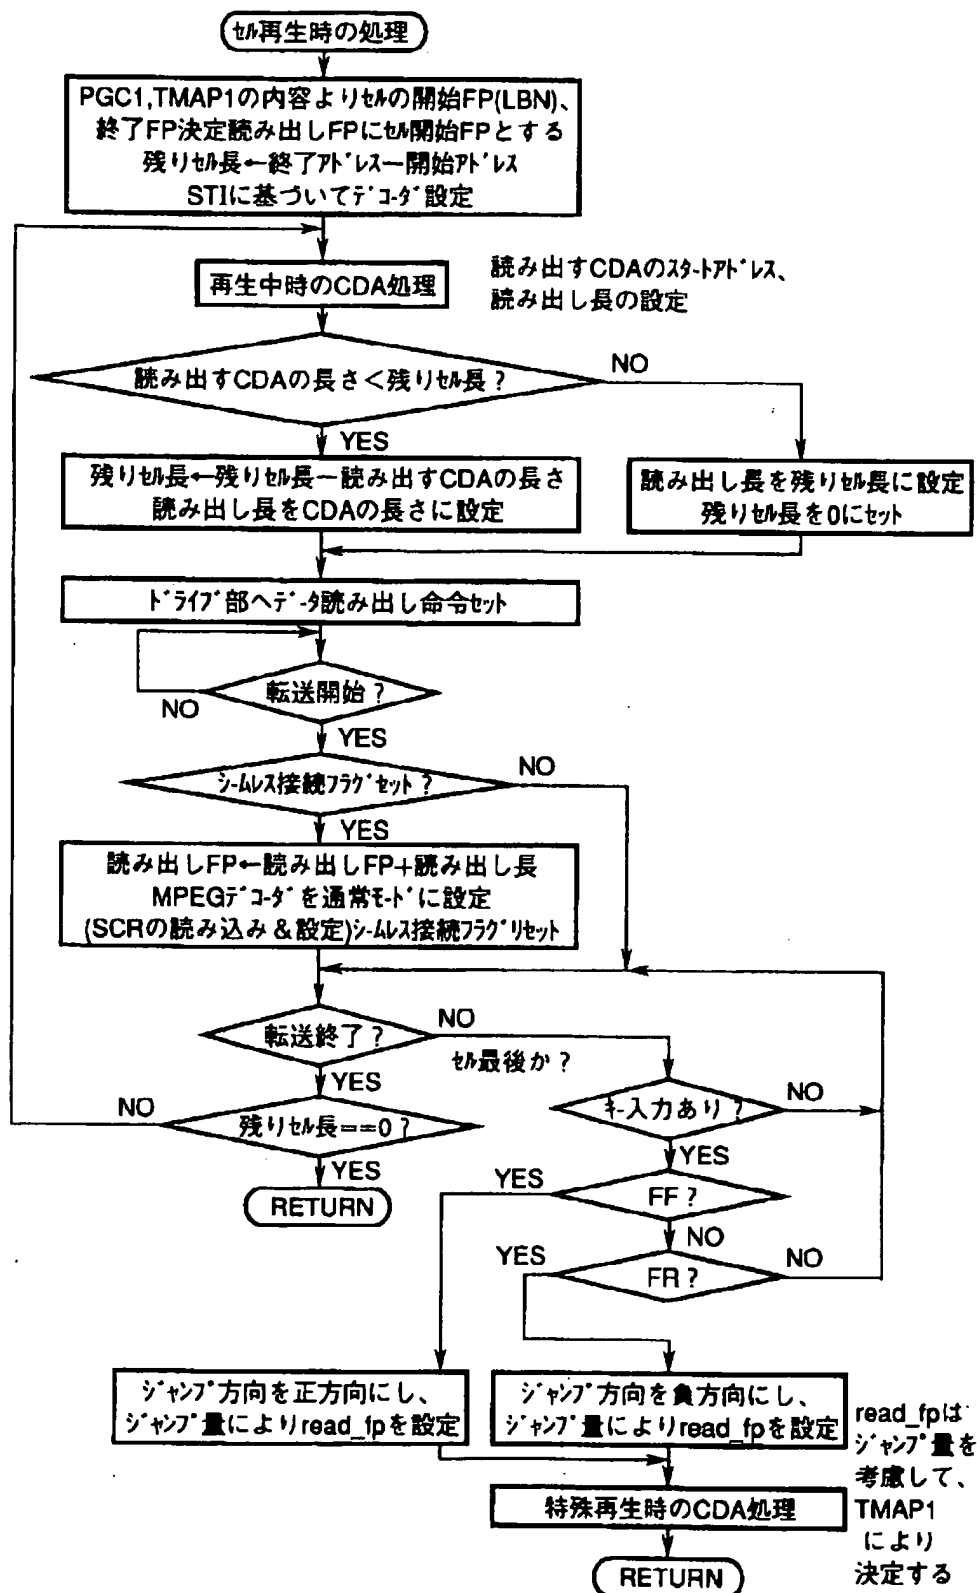 ｾﾙ再生時の処理
PGC1,TMAP1の内容よりｾﾙの開始FP(LBN)、
終了FP決定読み出しFPにｾﾙ開始FPとする
残りｾﾙ長←終了ｱﾄﾞﾚｽー開始ｱﾄﾞﾚｽ
STIに基づいてﾃﾞｺｰﾀﾞ設定
再生中時のCDA処理
読み出すCDAのｽﾀｰﾄｱﾄﾞﾚｽ、
読み出し長の設定
読み出すCDAの長さ＜残りｾﾙ長？
NO
YES
残りｾﾙ長←残りｾﾙ長ー読み出すCDAの長さ
読み出し長をCDAの長さに設定
読み出し長を残りｾﾙ長に設定
残りｾﾙ長を0にｾｯﾄ
ﾄﾞﾗｲﾌﾞ部へﾃﾞｰﾀ読み出し命令ｾｯﾄ
転送開始？
NO
YES
ｼｰﾑﾚｽ接続ﾌﾗｸﾞｾｯﾄ？
NO
YES
読み出しFP←読み出しFP+読み出し長
MPEGﾃﾞｺｰﾀﾞを通常ﾓｰﾄﾞに設定
(SCRの読み込み＆設定)ｼｰﾑﾚｽ接続ﾌﾗｸﾞﾘｾｯﾄ
転送終了？
NO
YES
ｾﾙ最後か？
残りｾﾙ長==0？
NO
YES
RETURN
ｷｰ入力あり？
NO
YES
FF？
YES
NO
FR？
YES
NO
ｼﾞｬﾝﾌﾟ方向を正方向にし、
ｼﾞｬﾝﾌﾟ量によりread_fpを設定
ｼﾞｬﾝﾌﾟ方向を負方向にし、
ｼﾞｬﾝﾌﾟ量によりread_fpを設定
read_fpは
ｼﾞｬﾝﾌﾟ量を
考慮して、
TMAP1
により
決定する
特殊再生時のCDA処理
RETURN